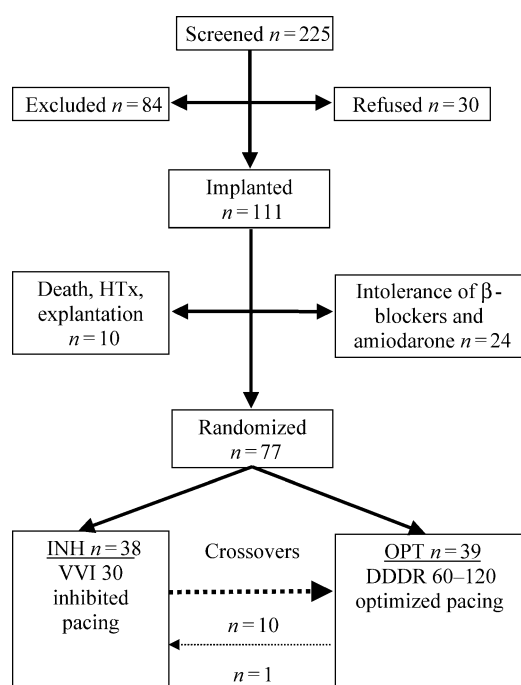 Screened n = 225
Excluded n = 84
Refused n = 30
Implanted
n = 111
Death, HTx,
explantation
n = 10
Intolerance of β-
blockers and
amiodarone n = 24
Randomized
n = 77
INH n = 38
VVI 30
inhibited
pacing
Crossovers
n = 10
n = 1
OPT n = 39
DDDR 60–120
optimized pacing